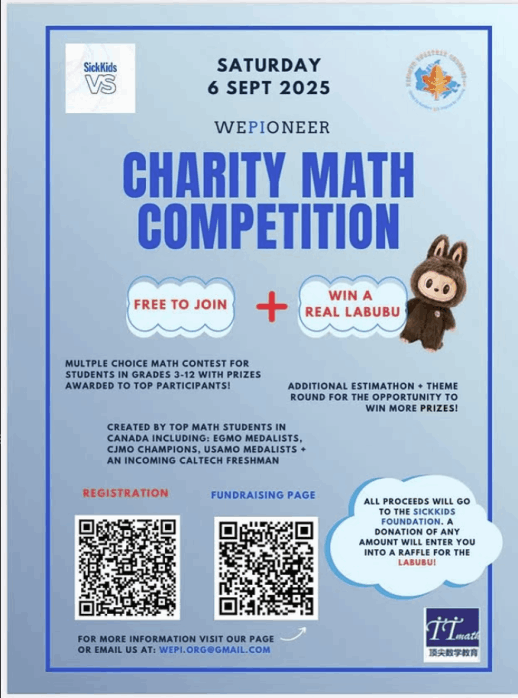 SickKids
VS
SATURDAY
6 SEPT 2025
WEPIONEER
CHARITY MATH
COMPETITION
FREE TO JOIN
+
WIN A
REAL LABUBU
MULTPLE CHOICE MATH CONTEST FOR
STUDENTS IN GRADES 3-12 WITH PRIZES
AWARDED TO TOP PARTICIPANTS!
ADDITIONAL ESTIMATHON + THEME
ROUND FOR THE OPPORTUNITY TO
WIN MORE PRIZES!
CREATED BY TOP MATH STUDENTS IN
CANADA INCLUDING: EGMO MEDALISTS,
CJMO CHAMPIONS, USAMO MEDALISTS +
AN INCOMING CALTECH FRESHMAN
REGISTRATION
FUNDRAISING PAGE
ALL PROCEEDS WILL GO
TO THE SICKKIDS
FOUNDATION. A
DONATION OF ANY
AMOUNT WILL ENTER YOU
INTO A RAFFLE FOR THE
LABUBU!
FOR MORE INFORMATION VISIT OUR PAGE
OR EMAIL US AT: WEPI.ORG@GMAIL.COM
TTmath
顶尖数学教育